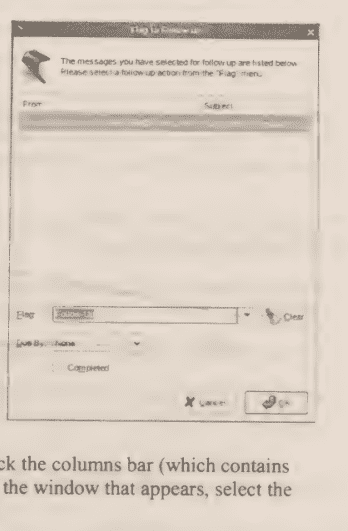 Flag to Follow Up
The messages you have selected for follow up are listed below.
Please select a follow up action from the "Flag" menu.
From Subject
Flag: Follow-Up Clear
Due By: None
Completed
Cancel OK
ck the columns bar (which contains
the window that appears, select the